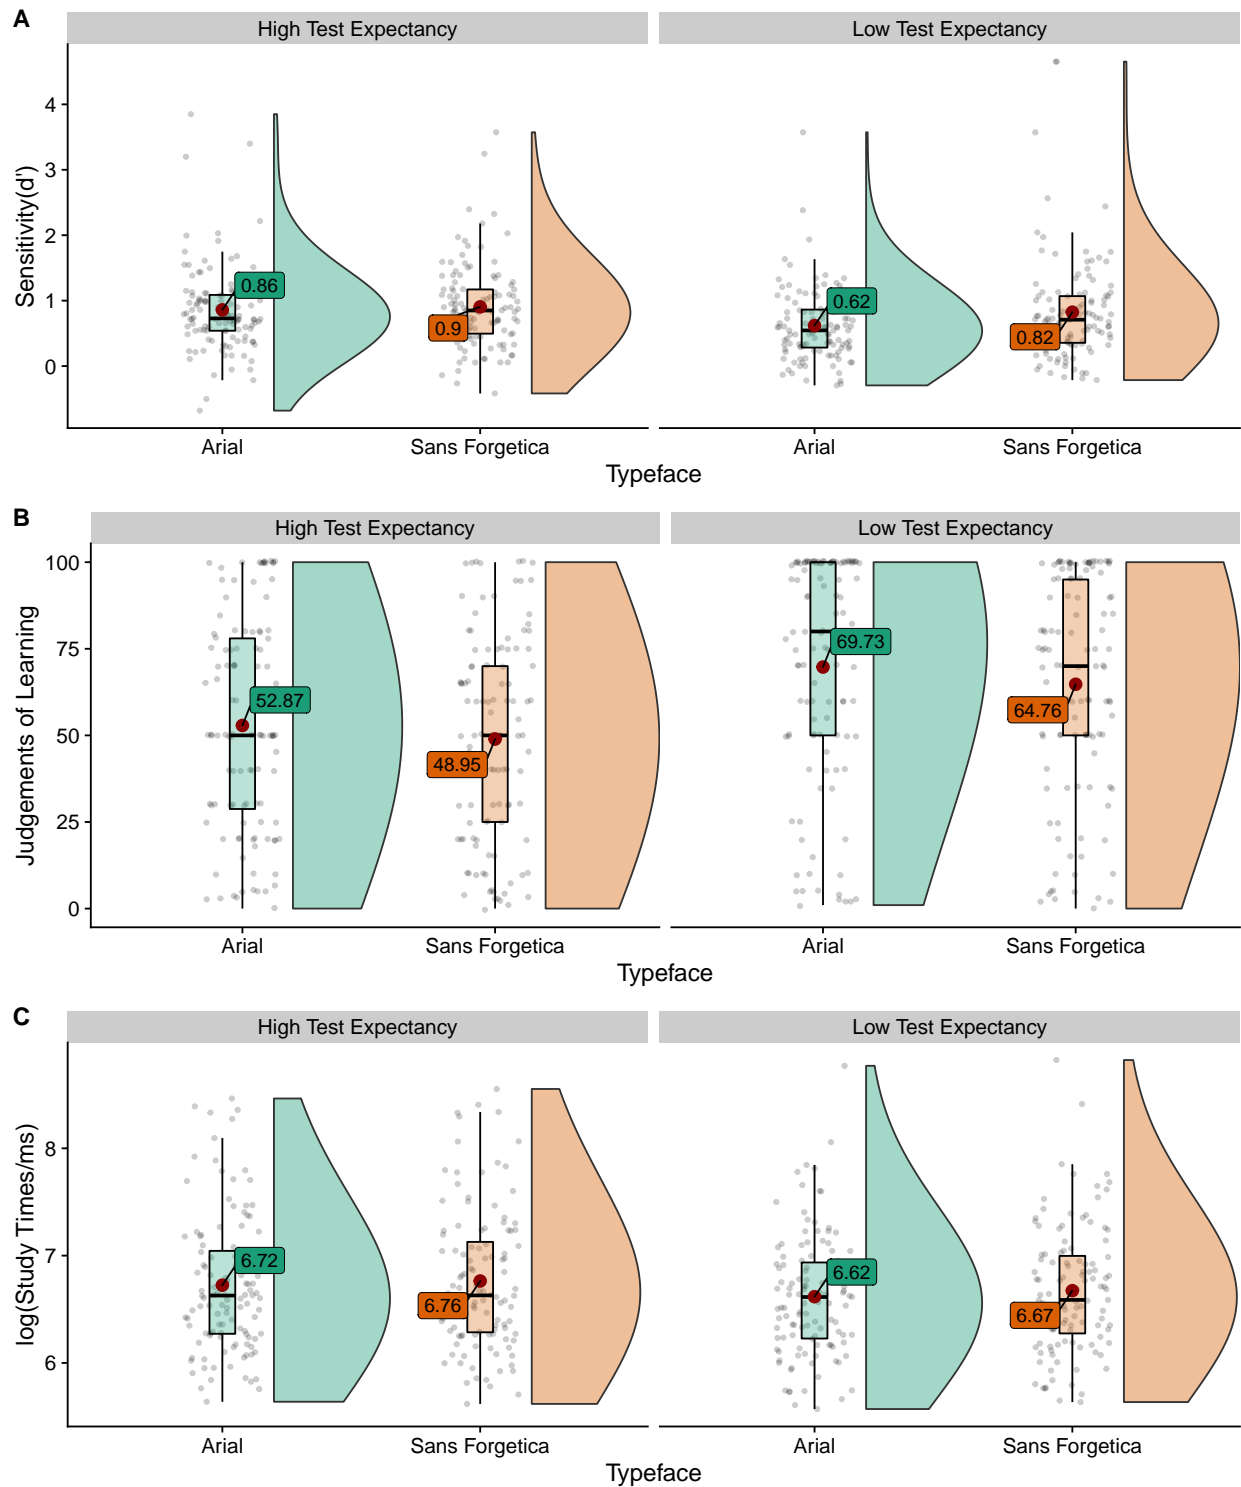 A
High Test Expectancy
Low Test Expectancy
Sensitivity(d')
4
3
2
1
0
0.86
0.9
0.62
0.82
Arial
Sans Forgetica
Arial
Sans Forgetica
Typeface
B
High Test Expectancy
Low Test Expectancy
Judgements of Learning
100
75
50
25
0
52.87
48.95
69.73
64.76
Arial
Sans Forgetica
Arial
Sans Forgetica
Typeface
C
High Test Expectancy
Low Test Expectancy
log(Study Times/ms)
8
7
6
6.72
6.76
6.62
6.67
Arial
Sans Forgetica
Arial
Sans Forgetica
Typeface